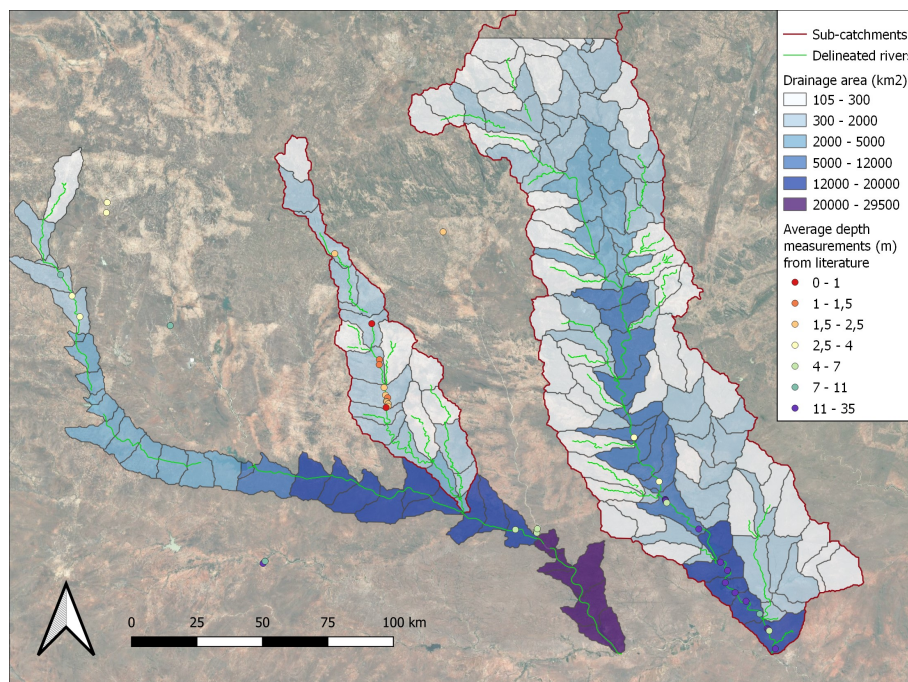 Sub-catchments
Delineated rivers
Drainage area (km2)
105 - 300
300 - 2000
2000 - 5000
5000 - 12000
12000 - 20000
20000 - 29500
Average depth
measurements (m)
from literature
0 - 1
1 - 1,5
1,5 - 2,5
2,5 - 4
4 - 7
7 - 11
11 - 35
0 25 50 75 100 km